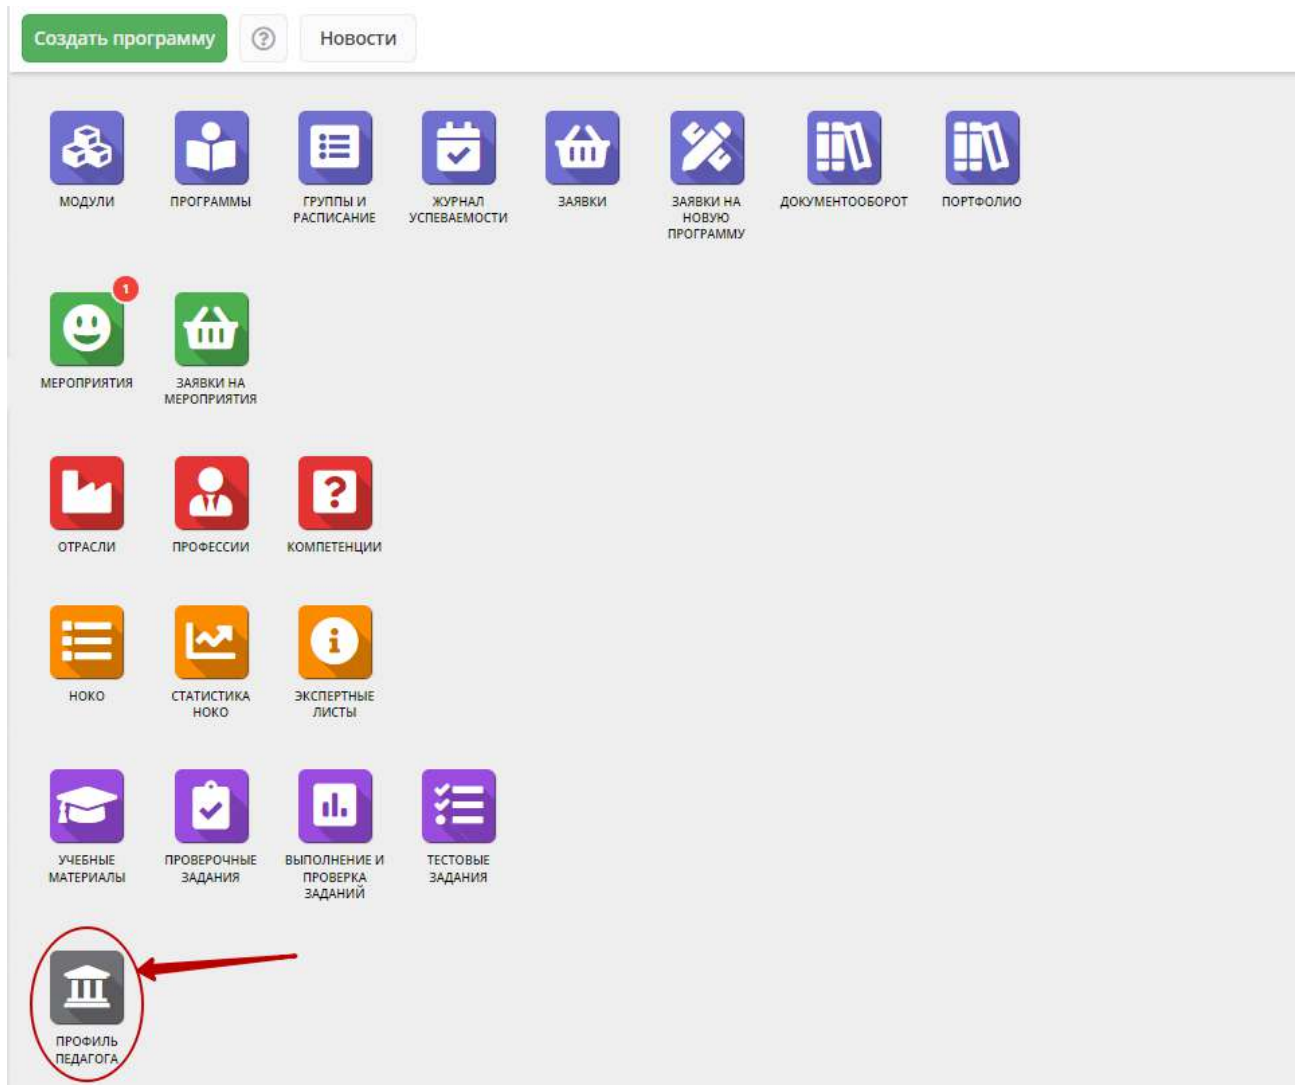 Создать программу
Новости
МОДУЛИ
ПРОГРАММЫ
ГРУППЫ И
РАСПИСАНИЕ
ЖУРНАЛ
УСПЕВАЕМОСТИ
ЗАЯВКИ
ЗАЯВКИ НА
НОВУЮ
ПРОГРАММУ
ДОКУМЕНТООБОРОТ
ПОРТФОЛИО
1
МЕРОПРИЯТИЯ
ЗАЯВКИ НА
МЕРОПРИЯТИЯ
ОТРАСЛИ
ПРОФЕССИИ
КОМПЕТЕНЦИИ
НОКО
СТАТИСТИКА
НОКО
ЭКСПЕРТНЫЕ
ЛИСТЫ
УЧЕБНЫЕ
МАТЕРИАЛЫ
ПРОВЕРОЧНЫЕ
ЗАДАНИЯ
ВЫПОЛНЕНИЕ И
ПРОВЕРКА
ЗАДАНИЙ
ТЕСТОВЫЕ
ЗАДАНИЯ
ПРОФИЛЬ
ПЕДАГОГА